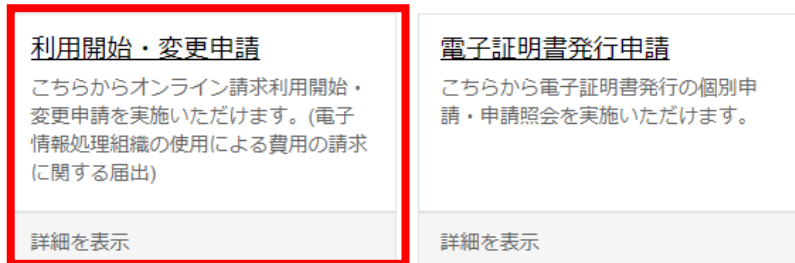 利用開始・変更申請
こちらからオンライン請求利用開始・
変更申請を実施いただけます。(電子
情報処理組織の使用による費用の請求
に関する届出)
詳細を表示
電子証明書発行申請
こちらから電子証明書発行の個別申
請・申請照会を実施いただけます。
詳細を表示